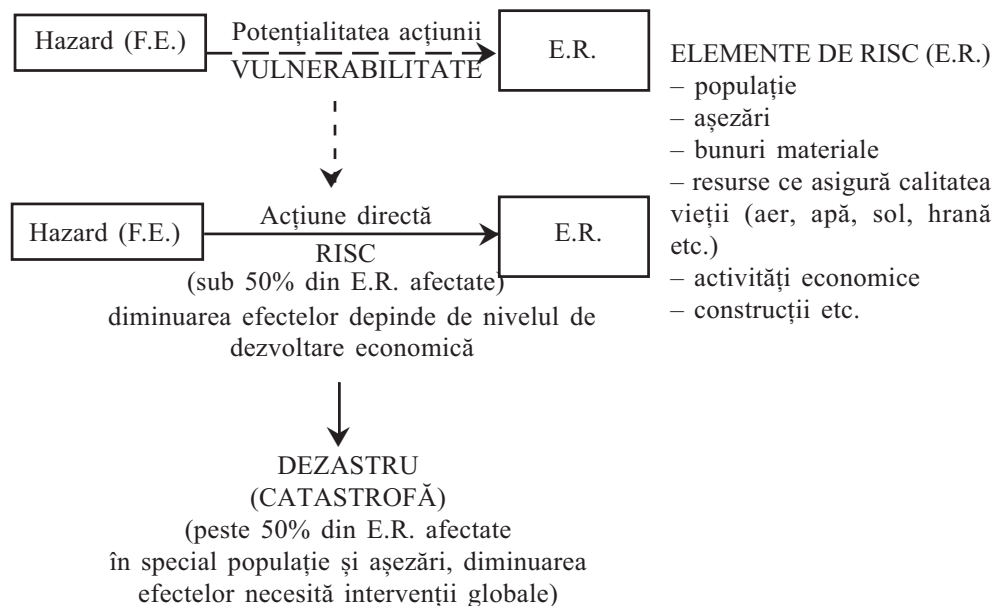 Hazard (F.E.)
Potențialitatea acțiunii
VULNERABILITATE
E.R.
Hazard (F.E.)
Acțiune directă
RISC
(sub 50% din E.R. afectate)
diminuarea efectelor depinde de nivelul de
dezvoltare economică
E.R.
DEZASTRU
(CATASTROFĂ)
(peste 50% din E.R. afectate
în special populație și așezări, diminuarea
efectelor necesită intervenții globale)
ELEMENTE DE RISC (E.R.)
– populație
– așezări
– bunuri materiale
– resurse ce asigură calitatea
vieții (aer, apă, sol, hrană
etc.)
– activități economice
– construcții etc.